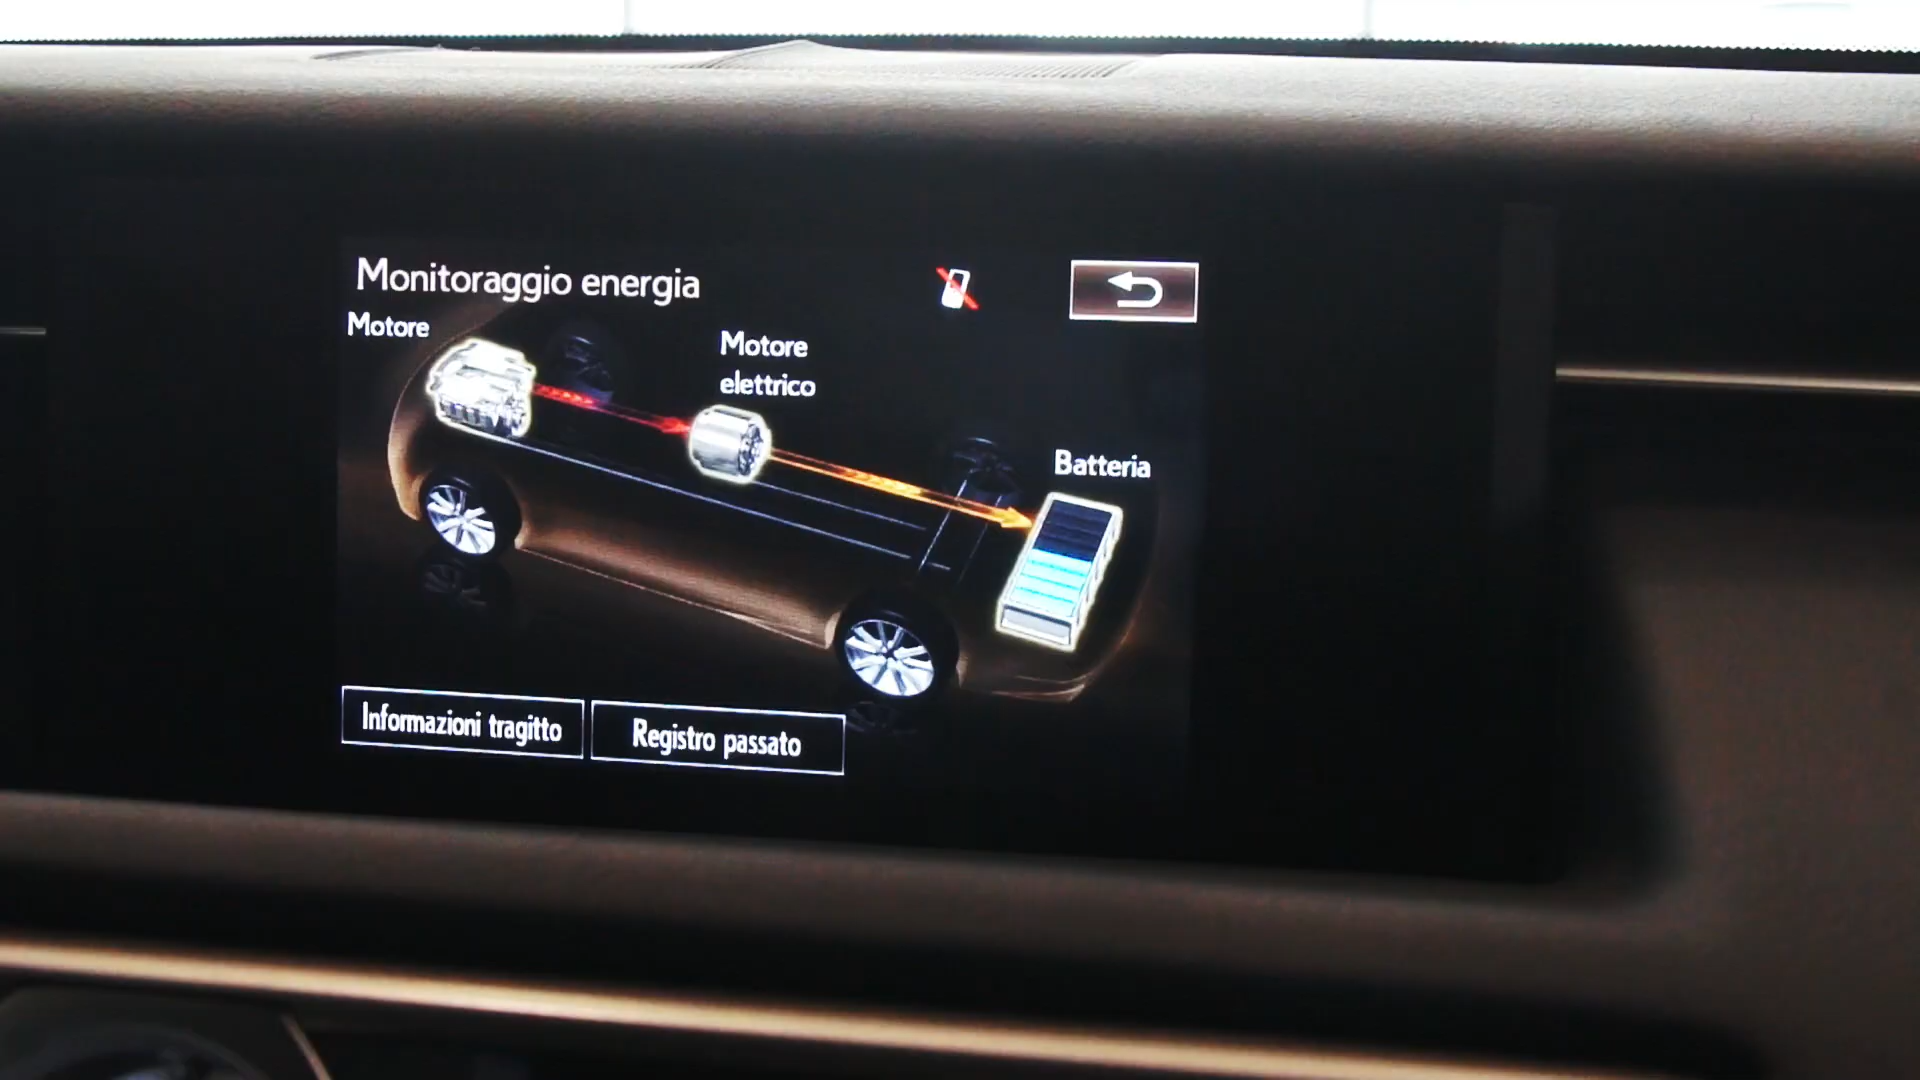 Monitoraggio energia
Motore
Motore
elettrico
Batteria
Informazioni tragitto
Registro passato